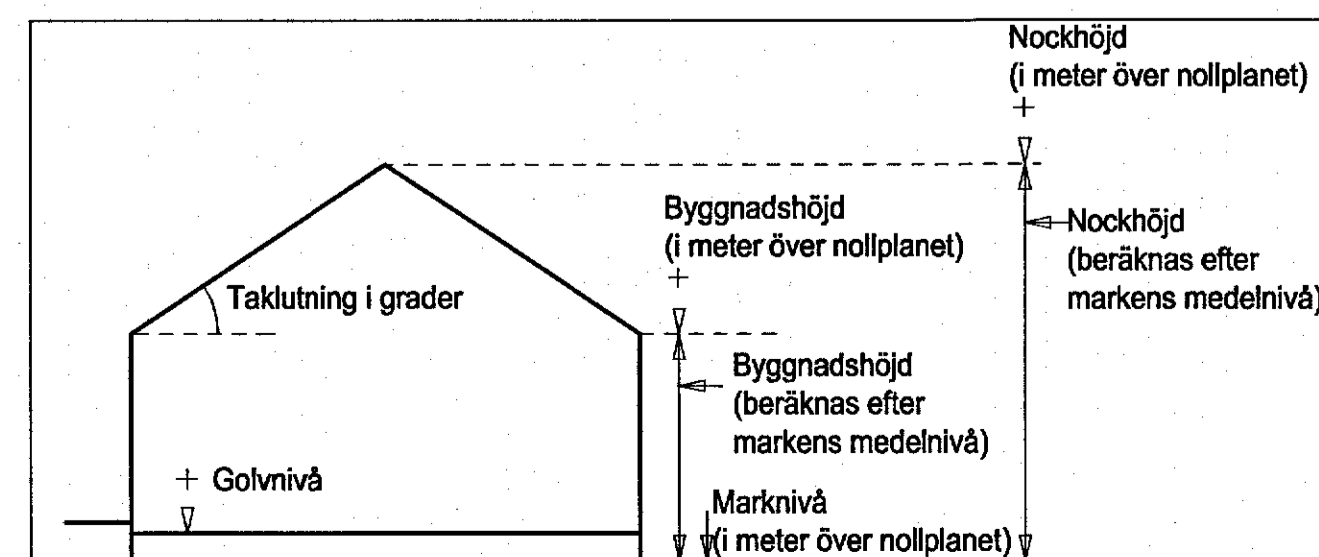 Nockhöjd
(i meter över nollplanet)
+
Byggnadshöjd
(i meter över nollplanet)
+
Nockhöjd
(beräknas efter
markens medelnivå)
Taklutning i grader
Byggnadshöjd
(beräknas efter
markens medelnivå)
+ Golvnivå
Marknivå
(i meter över nollplanet)